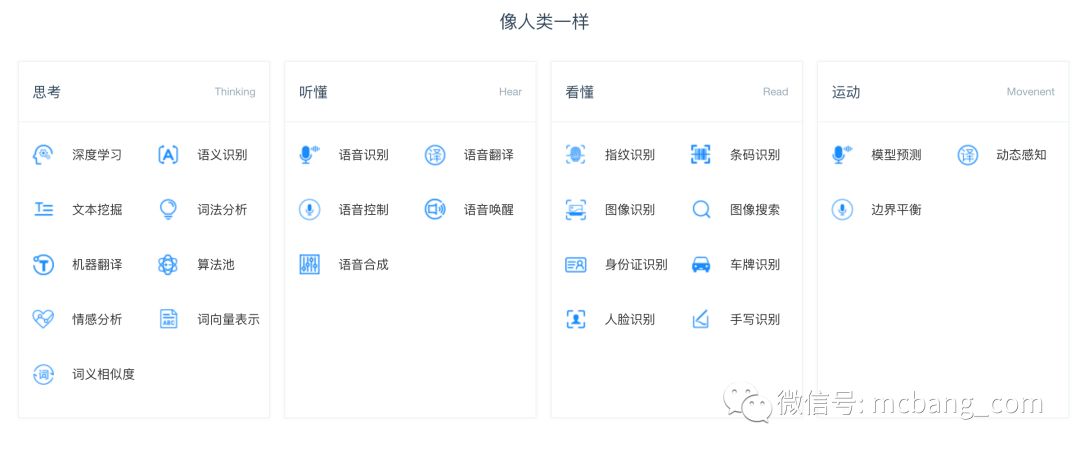 像人类一样
思考 Thinking
深度学习 语义识别
文本挖掘 词法分析
机器翻译 算法池
情感分析 词向量表示
词义相似度
听懂 Hear
语音识别 语音翻译
语音控制 语音唤醒
语音合成
看懂 Read
指纹识别 条码识别
图像识别 图像搜索
身份证识别 车牌识别
人脸识别 手写识别
运动 Movenent
模型预测 译 动态感知
边界平衡
微信号: mcbang_com